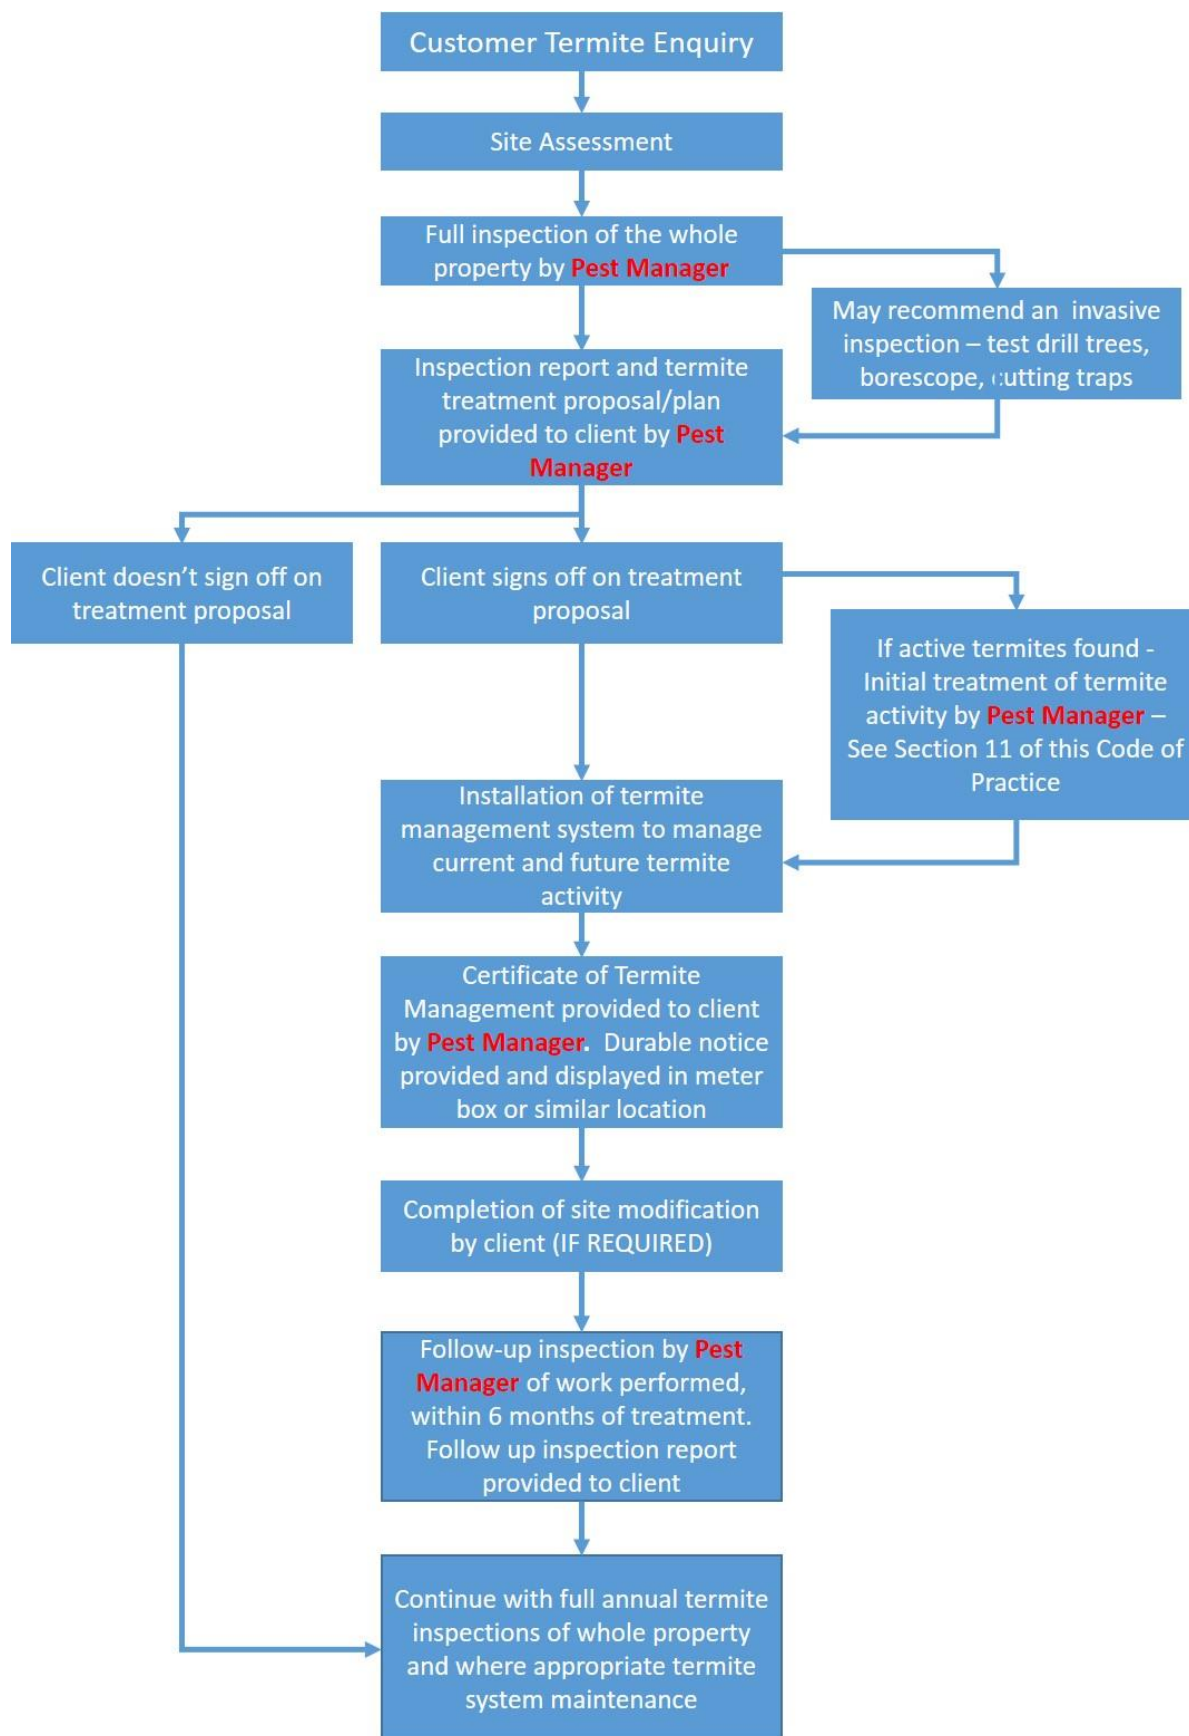 Customer Termite Enquiry
Site Assessment
Full inspection of the whole
property by Pest Manager
May recommend an  invasive
inspection – test drill trees,
borescope, cutting traps
Inspection report and termite
treatment proposal/plan
provided to client by Pest
Manager
Client doesn’t sign off on
treatment proposal
Client signs off on treatment
proposal
If active termites found -
Initial treatment of termite
activity by Pest Manager –
See Section 11 of this Code of
Practice
Installation of termite
management system to manage
current and future termite
activity
Certificate of Termite
Management provided to client
by Pest Manager.  Durable notice
provided and displayed in meter
box or similar location
Completion of site modification
by client (IF REQUIRED)
Follow-up inspection by Pest
Manager of work performed,
within 6 months of treatment.
Follow up inspection report
provided to client
Continue with full annual termite
inspections of whole property
and where appropriate termite
system maintenance